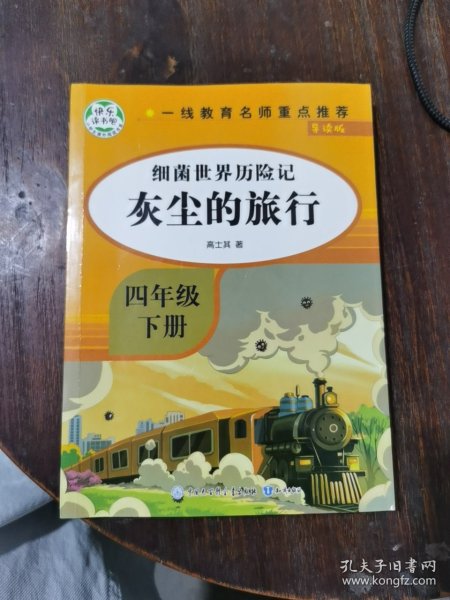 快乐
读书吧
一线教育名师重点推荐
导读版
细菌世界历险记
灰尘的旅行
高士其 著
四年级
下册
孔夫子旧书网
www.kongfz.com